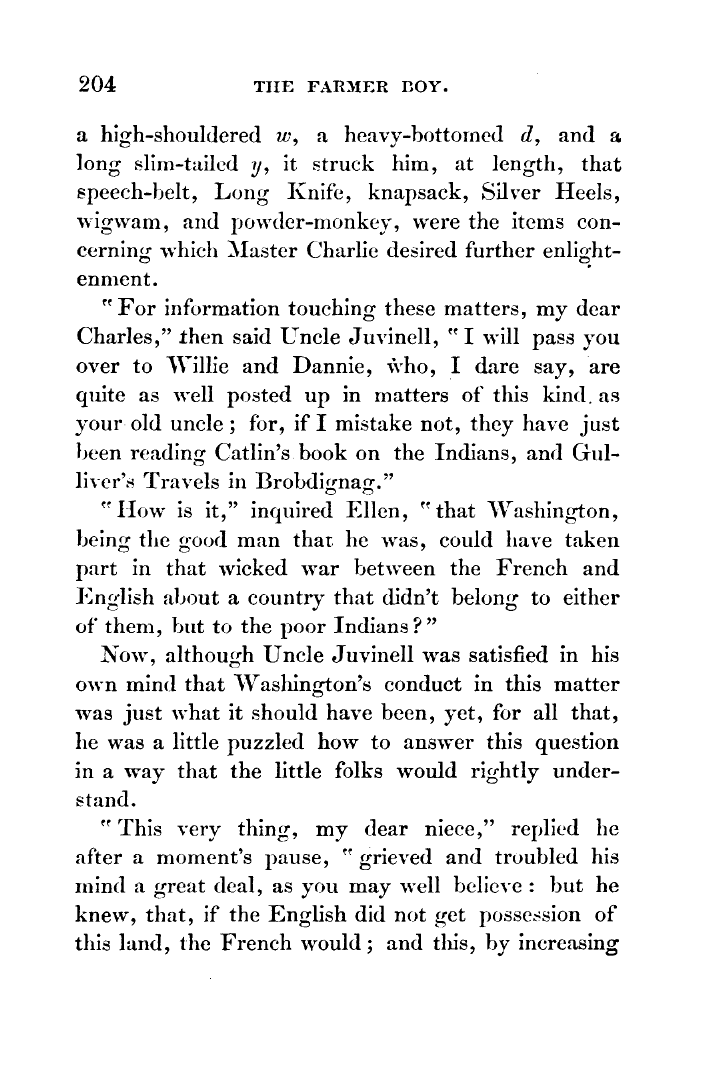 204 THE FARMER BOY.
a high-shouldered w, a heavy-bottomed d, and a
long slim-tailed y, it struck him, at length, that
speech-belt, Long Knife, knapsack, Silver Heels,
wigwam, and powder-monkey, were the items con-
cerning which Master Charlie desired further enlight-
enment.
"For information touching these matters, my dear
Charles," then said Uncle Juvinell, "I will pass you
over to Willie and Dannie, who, I dare say, are
quite as well posted up in matters of this kind. as
your old uncle; for, if I mistake not, they have just
been reading Catlin's book on the Indians, and Gul-
liver's Travels in Brobdignag."
"How is it," inquired Ellen, "that Washington,
being the good man that he was, could have taken
part in that wicked war between the French and
English about a country that didn't belong to either
of them, but to the poor Indians?"
Now, although Uncle Juvinell was satisfied in his
own mind that Washington's conduct in this matter
was just what it should have been, yet, for all that,
he was a little puzzled how to answer this question
in a way that the little folks would rightly under-
stand.
"This very thing, my dear niece," replied he
after a moment's pause, "grieved and troubled his
mind a great deal, as you may well believe: but he
knew, that, if the English did not get possession of
this land, the French would; and this, by increasing